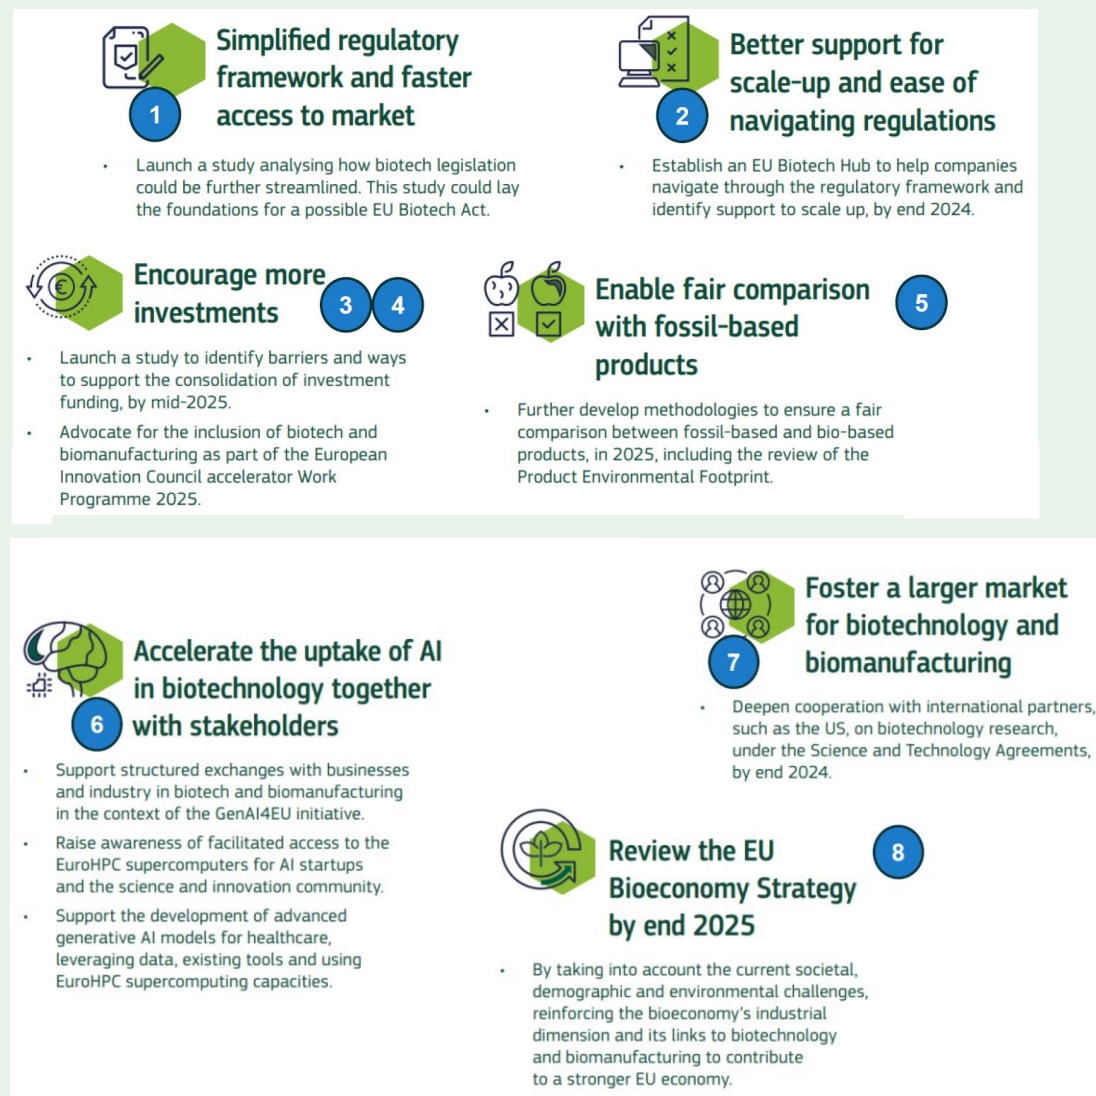 Simplified regulatory
framework and faster
access to market
1
• Launch a study analysing how biotech legislation
could be further streamlined. This study could lay
the foundations for a possible EU Biotech Act.
Better support for
scale-up and ease of
navigating regulations
2
• Establish an EU Biotech Hub to help companies
navigate through the regulatory framework and
identify support to scale up, by end 2024.
Encourage more
investments
3 4
• Launch a study to identify barriers and ways
to support the consolidation of investment
funding, by mid-2025.
• Advocate for the inclusion of biotech and
biomanufacturing as part of the European
Innovation Council accelerator Work
Programme 2025.
Enable fair comparison
with fossil-based
products
5
• Further develop methodologies to ensure a fair
comparison between fossil-based and bio-based
products, in 2025, including the review of the
Product Environmental Footprint.
Accelerate the uptake of AI
in biotechnology together
with stakeholders
6
• Support structured exchanges with businesses
and industry in biotech and biomanufacturing
in the context of the GenAI4EU initiative.
• Raise awareness of facilitated access to the
EuroHPC supercomputers for AI startups
and the science and innovation community.
• Support the development of advanced
generative AI models for healthcare,
leveraging data, existing tools and using
EuroHPC supercomputing capacities.
Foster a larger market
for biotechnology and
biomanufacturing
7
• Deepen cooperation with international partners,
such as the US, on biotechnology research,
under the Science and Technology Agreements,
by end 2024.
Review the EU
Bioeconomy Strategy
by end 2025
8
• By taking into account the current societal,
demographic and environmental challenges,
reinforcing the bioeconomy's industrial
dimension and its links to biotechnology
and biomanufacturing to contribute
to a stronger EU economy.